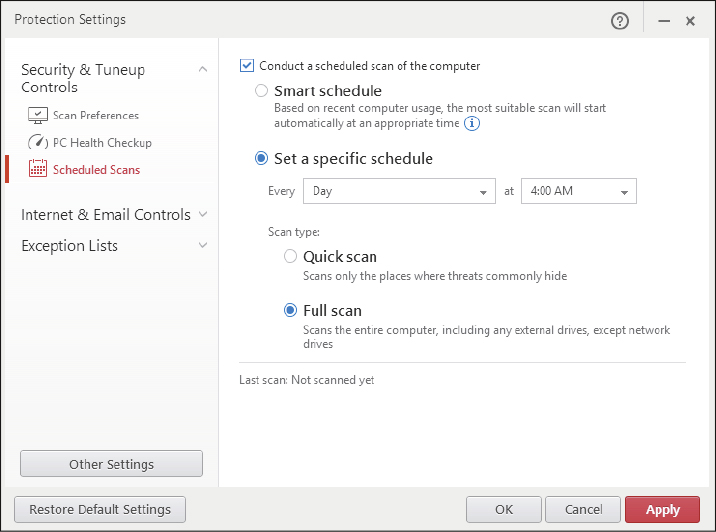 Protection Settings
?
Security & Tuneup
Controls
Scan Preferences
PC Health Checkup
Scheduled Scans
Internet & Email Controls
Exception Lists
Other Settings
Conduct a scheduled scan of the computer
Smart schedule
Based on recent computer usage, the most suitable scan will start
automatically at an appropriate time i
Set a specific schedule
Every Day at 4:00 AM
Scan type:
Quick scan
Scans only the places where threats commonly hide
Full scan
Scans the entire computer, including any external drives, except network
drives
Last scan: Not scanned yet
Restore Default Settings
OK
Cancel
Apply